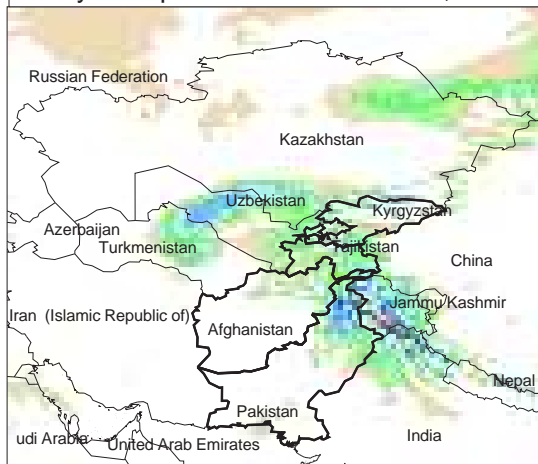 Russian Federation
Kazakhstan
Uzbekistan
Kyrgyzstan
Azerbaijan
Turkmenistan
Tajikistan
China
Iran (Islamic Republic of)
Jammu Kashmir
Afghanistan
Nepal
Pakistan
udi Arabia
United Arab Emirates
India